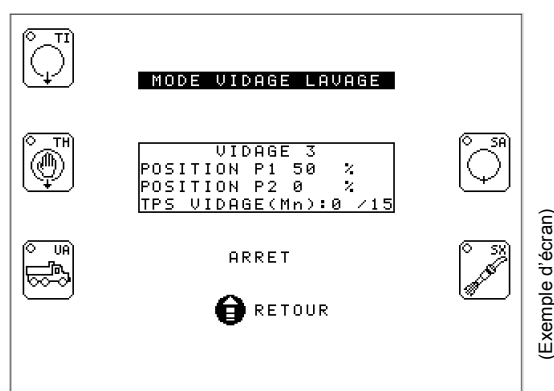 TI
MODE VIDAGE LAVAGE
TH
VIDAGE 3
POSITION P1 50 %
POSITION P2 0 %
TPS VIDAGE(Mn):0 /15
SA
UA
ARRET
SX
RETOUR
(Exemple d'écran)